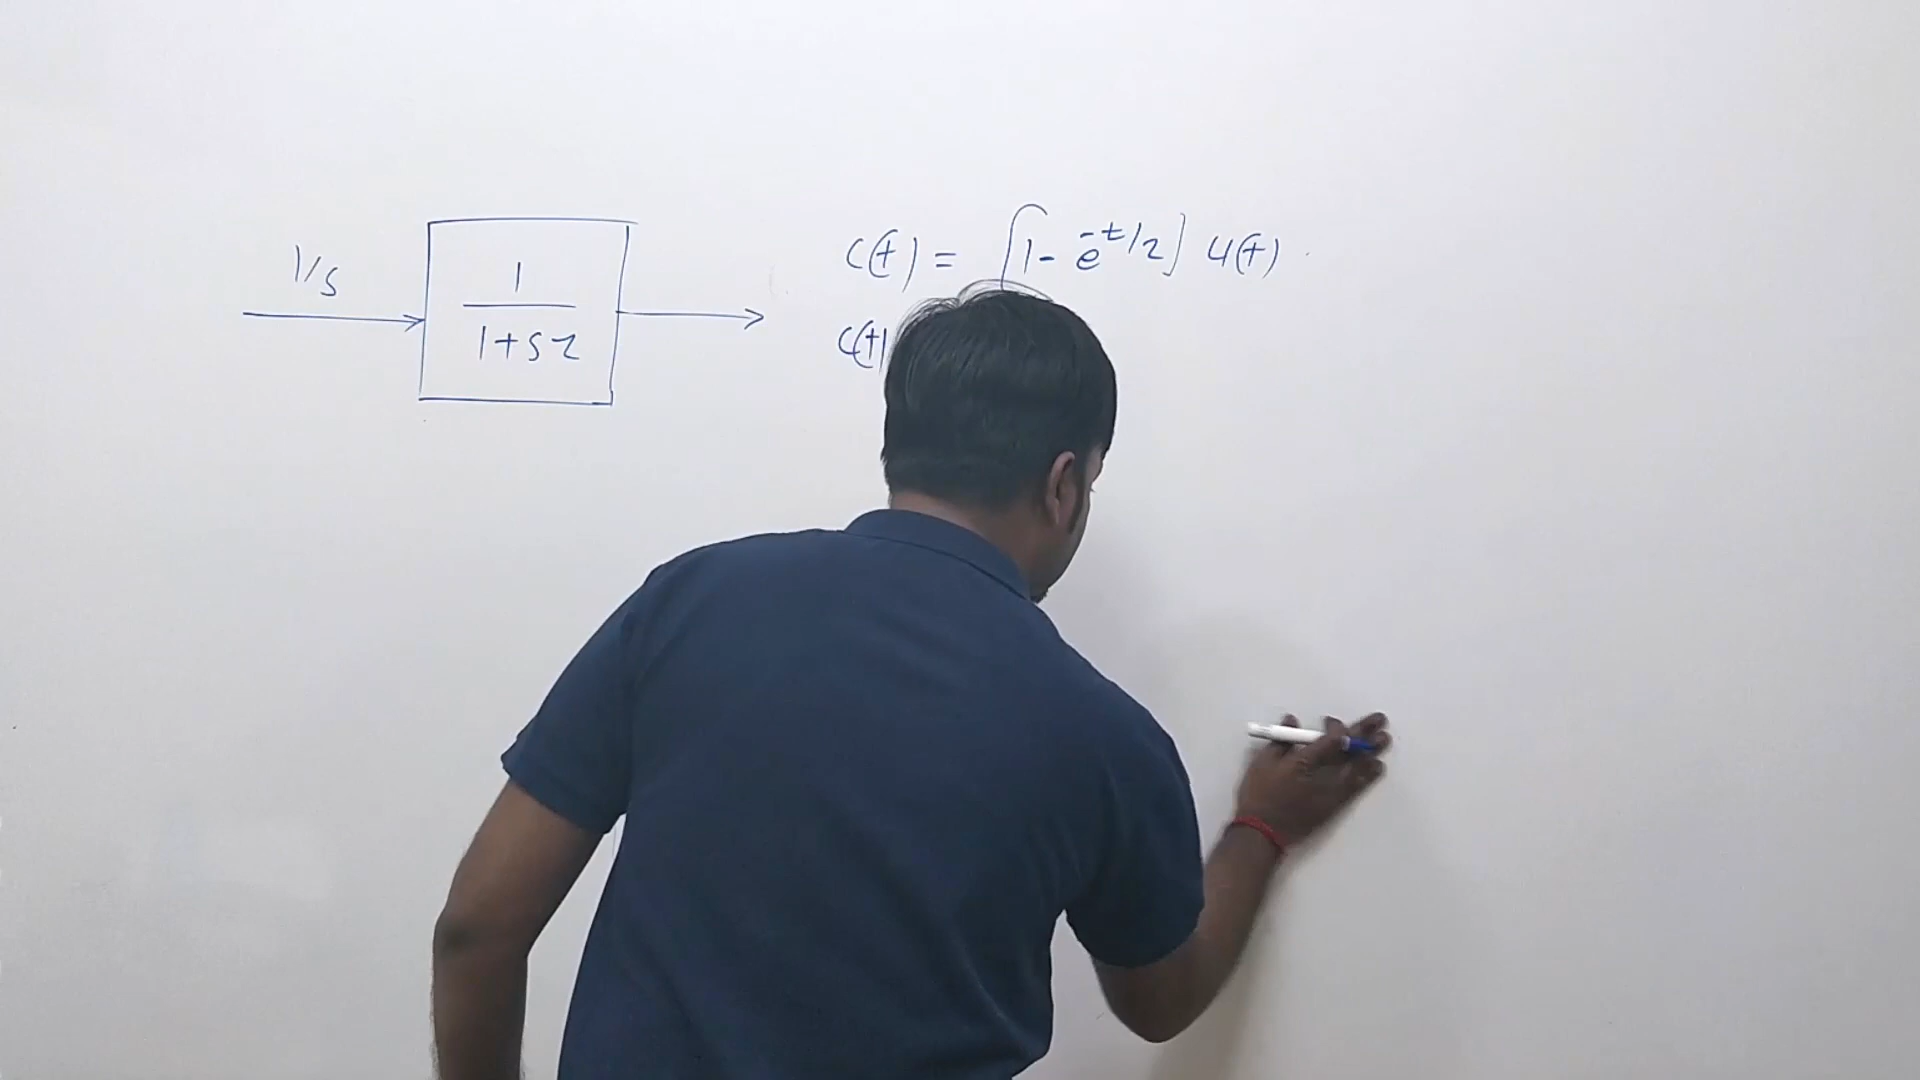 1/s
1
1+sτ
c(t) = [1 - e^-t/τ] u(t)
c(t)